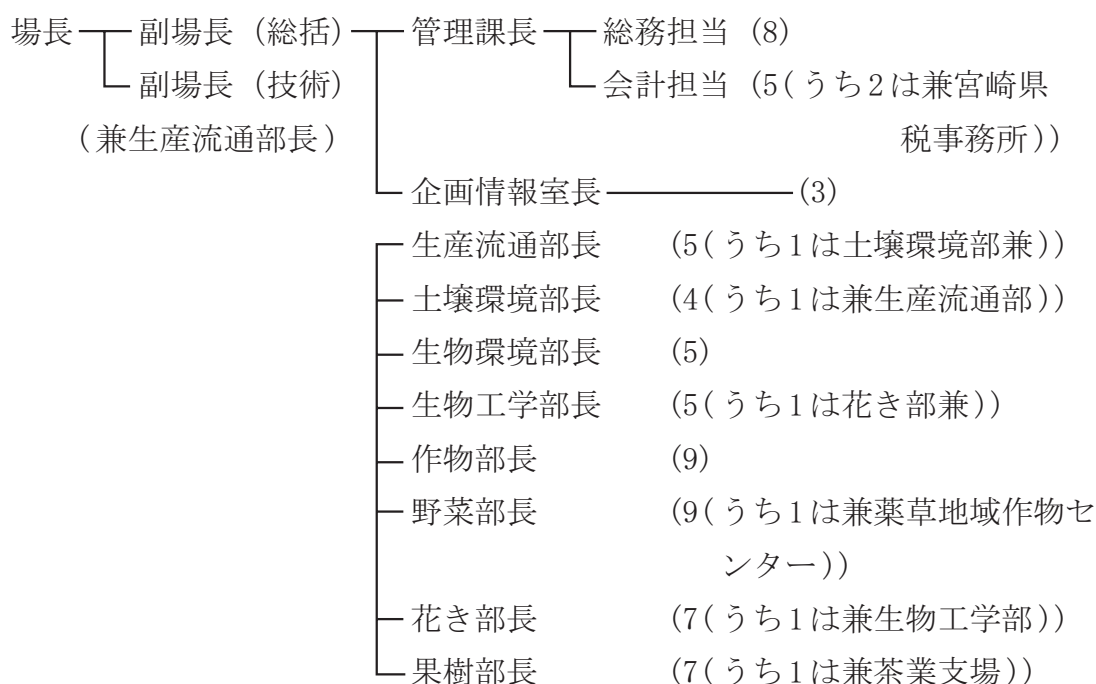 場長 副場長（総括） 管理課長 総務担当 (8)
副場長（技術） 会計担当 (5(うち2は兼宮崎県
(兼生産流通部長) 税事務所))
企画情報室長 (3)
生産流通部長 (5(うち1は土壌環境部兼))
土壌環境部長 (4(うち1は兼生産流通部))
生物環境部長 (5)
生物工学部長 (5(うち1は花き部兼))
作物部長 (9)
野菜部長 (9(うち1は兼薬草地域作物セ
ンター))
花き部長 (7(うち1は兼生物工学部))
果樹部長 (7(うち1は兼茶業支場))